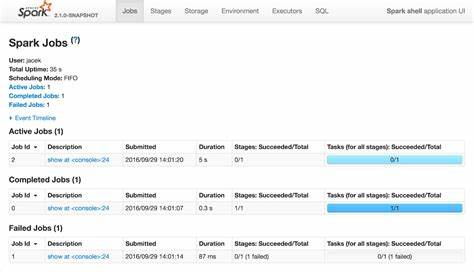 APACHE Spark 2.1.0-SNAPSHOT Jobs Stages Storage Environment Executors SQL Spark shell application UI
Spark Jobs (?)
User: jacek
Total Uptime: 35 s
Scheduling Mode: FIFO
Active Jobs: 1
Completed Jobs: 1
Failed Jobs: 1
Event Timeline
Active Jobs (1)
Job Id Description Submitted Duration Stages: Succeeded/Total Tasks (for all stages): Succeeded/Total
2 show at <console>:24 2016/09/29 14:01:20 5 s 0/1 0/1
Completed Jobs (1)
Job Id Description Submitted Duration Stages: Succeeded/Total Tasks (for all stages): Succeeded/Total
0 show at <console>:24 2016/09/29 14:01:07 0.3 s 1/1 1/1
Failed Jobs (1)
Job Id Description Submitted Duration Stages: Succeeded/Total Tasks (for all stages): Succeeded/Total
1 show at <console>:24 2016/09/29 14:01:14 87 ms 0/1 (1 failed) 0/1 (1 failed)